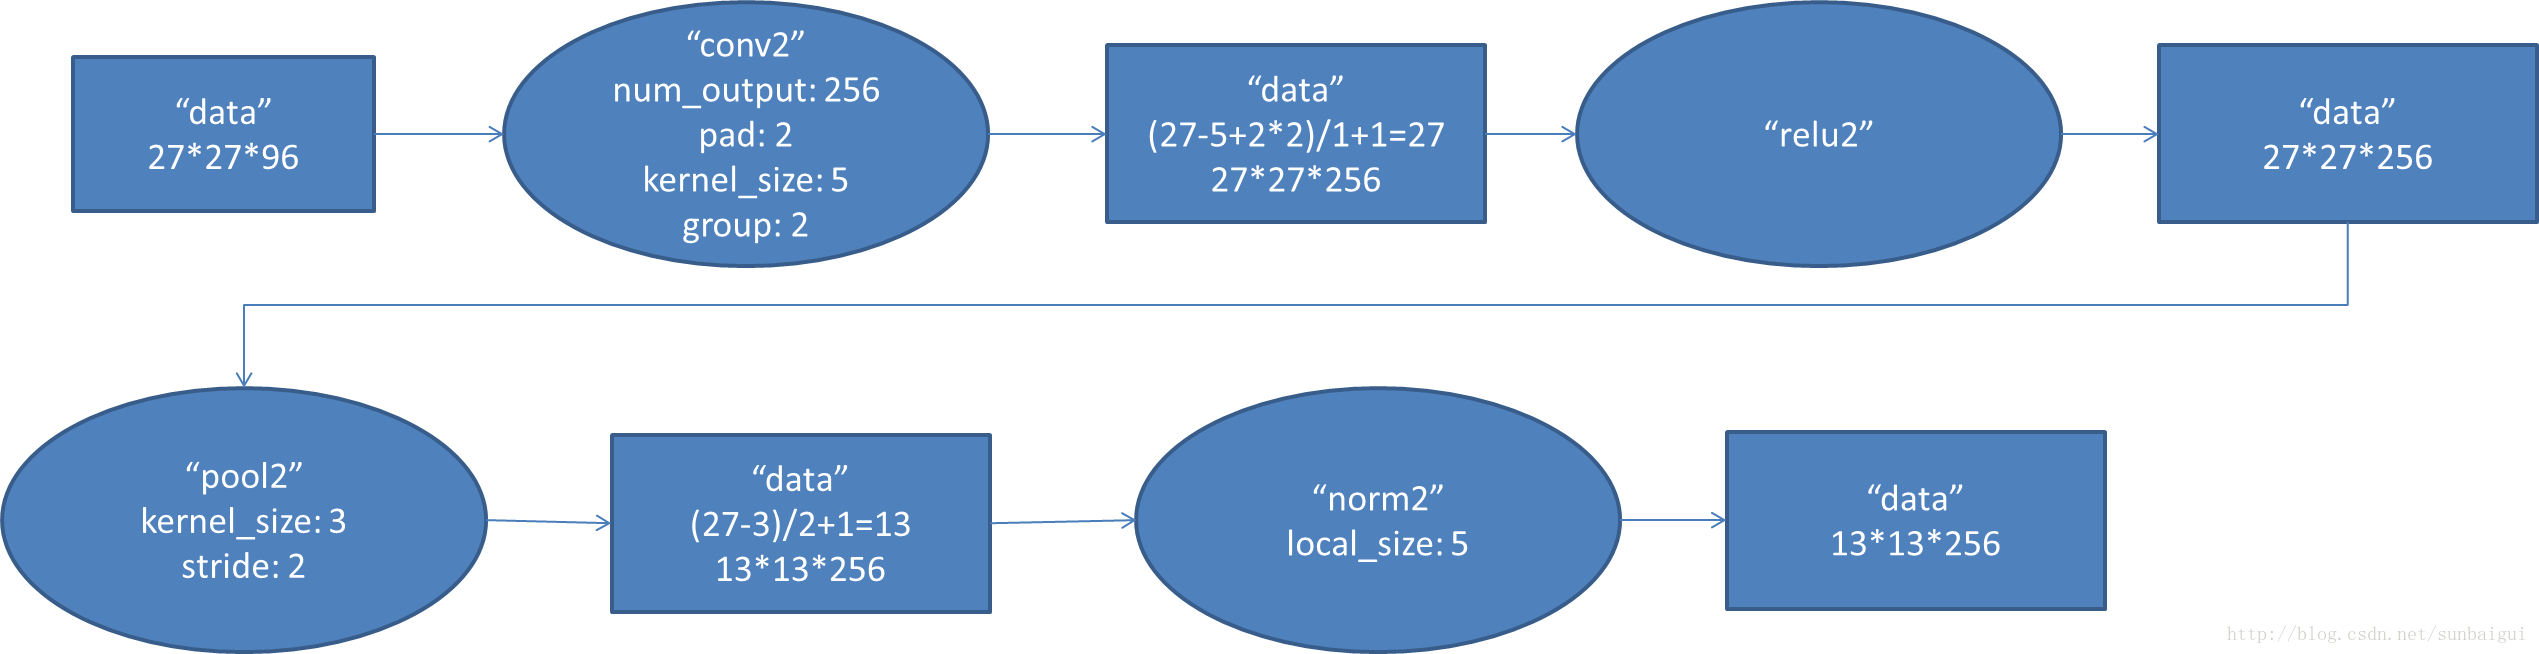 “data”
27*27*96
“conv2”
num_output: 256
pad: 2
kernel_size: 5
group: 2
“data”
(27-5+2*2)/1+1=27
27*27*256
“relu2”
“data”
27*27*256
“pool2”
kernel_size: 3
stride: 2
“data”
(27-3)/2+1=13
13*13*256
“norm2”
local_size: 5
“data”
13*13*256
http://blog.csdn.net/sunbaigui